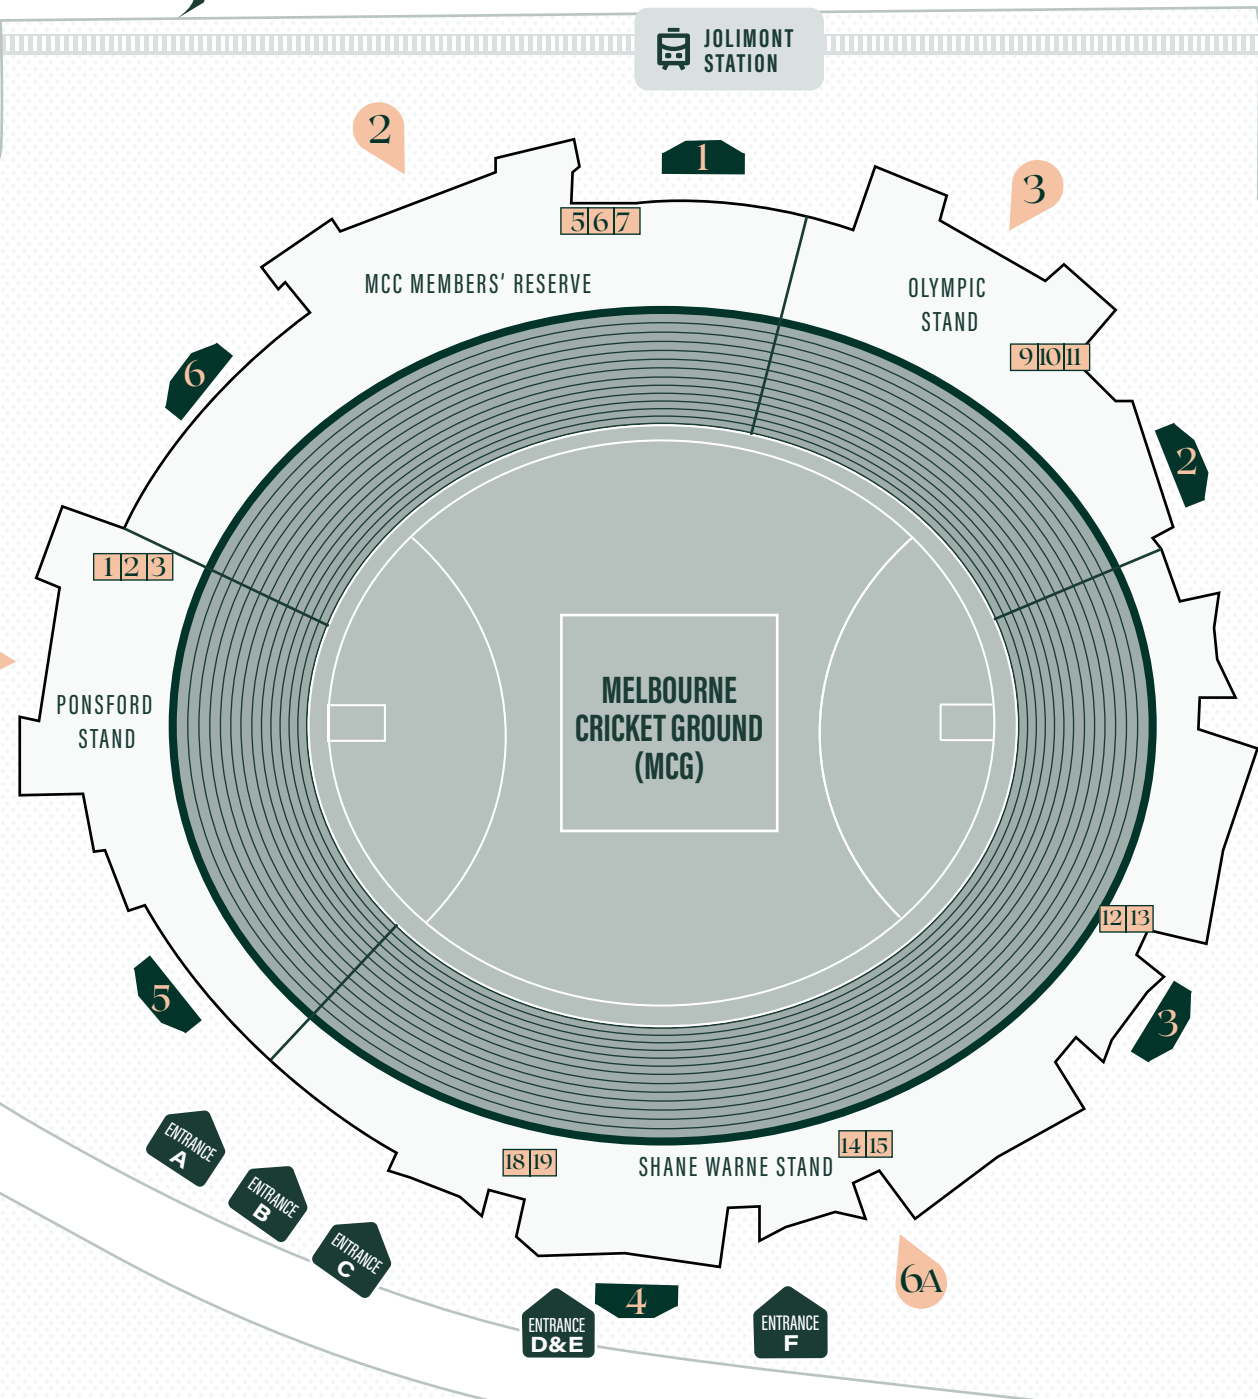 JOLIMONT
STATION
2
1
3
5 6 7
MCC MEMBERS’ RESERVE
OLYMPIC
STAND
9 10 11
6
2
1 2 3
PONSFORD
STAND
MELBOURNE
CRICKET GROUND
(MCG)
12 13
5
3
ENTRANCE
A
14 15
18 19
SHANE WARNE STAND
ENTRANCE
B
ENTRANCE
C
6A
4
ENTRANCE
D&E
ENTRANCE
F